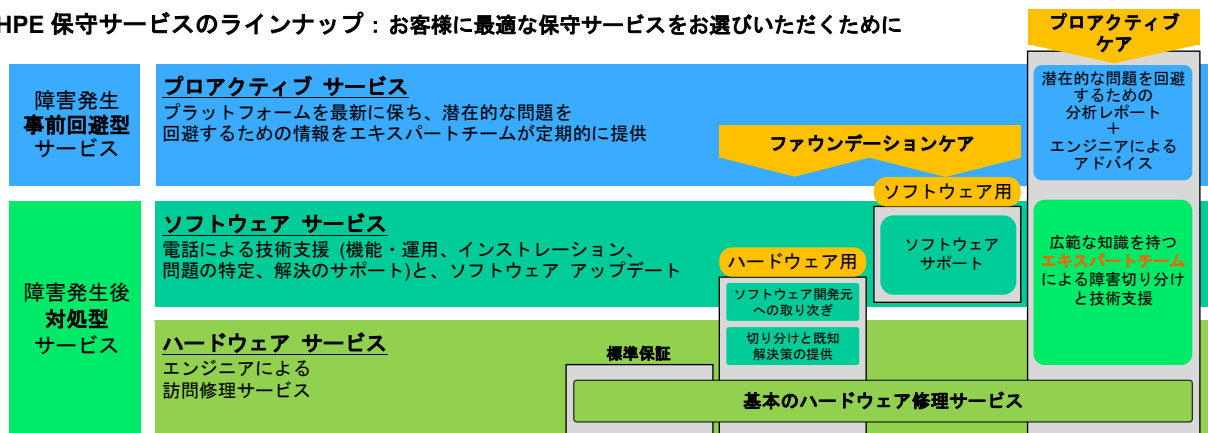 HPE 保守サービスのラインナップ：お客様に最適な保守サービスをお選びいただくために
プロアクティブ
ケア
障害発生
事前回避型
サービス
プロアクティブ サービス
プラットフォームを最新に保ち、潜在的な問題を
回避するための情報をエキスパートチームが定期的に提供
潜在的な問題を回避
するための
分析レポート
＋
エンジニアによる
アドバイス
ファウンデーションケア
ソフトウェア用
障害発生後
対処型
サービス
ソフトウェア サービス
電話による技術支援 (機能・運用、インストレーション、
問題の特定、解決のサポート)と、ソフトウェア アップデート
ソフトウェア
サポート
広範な知識を持つ
エキスパートチーム
による障害切り分け
と技術支援
ハードウェア用
ソフトウェア開発元
への取り次ぎ
切り分けと既知
解決策の提供
ハードウェア サービス
エンジニアによる
訪問修理サービス
標準保証
基本のハードウェア修理サービス